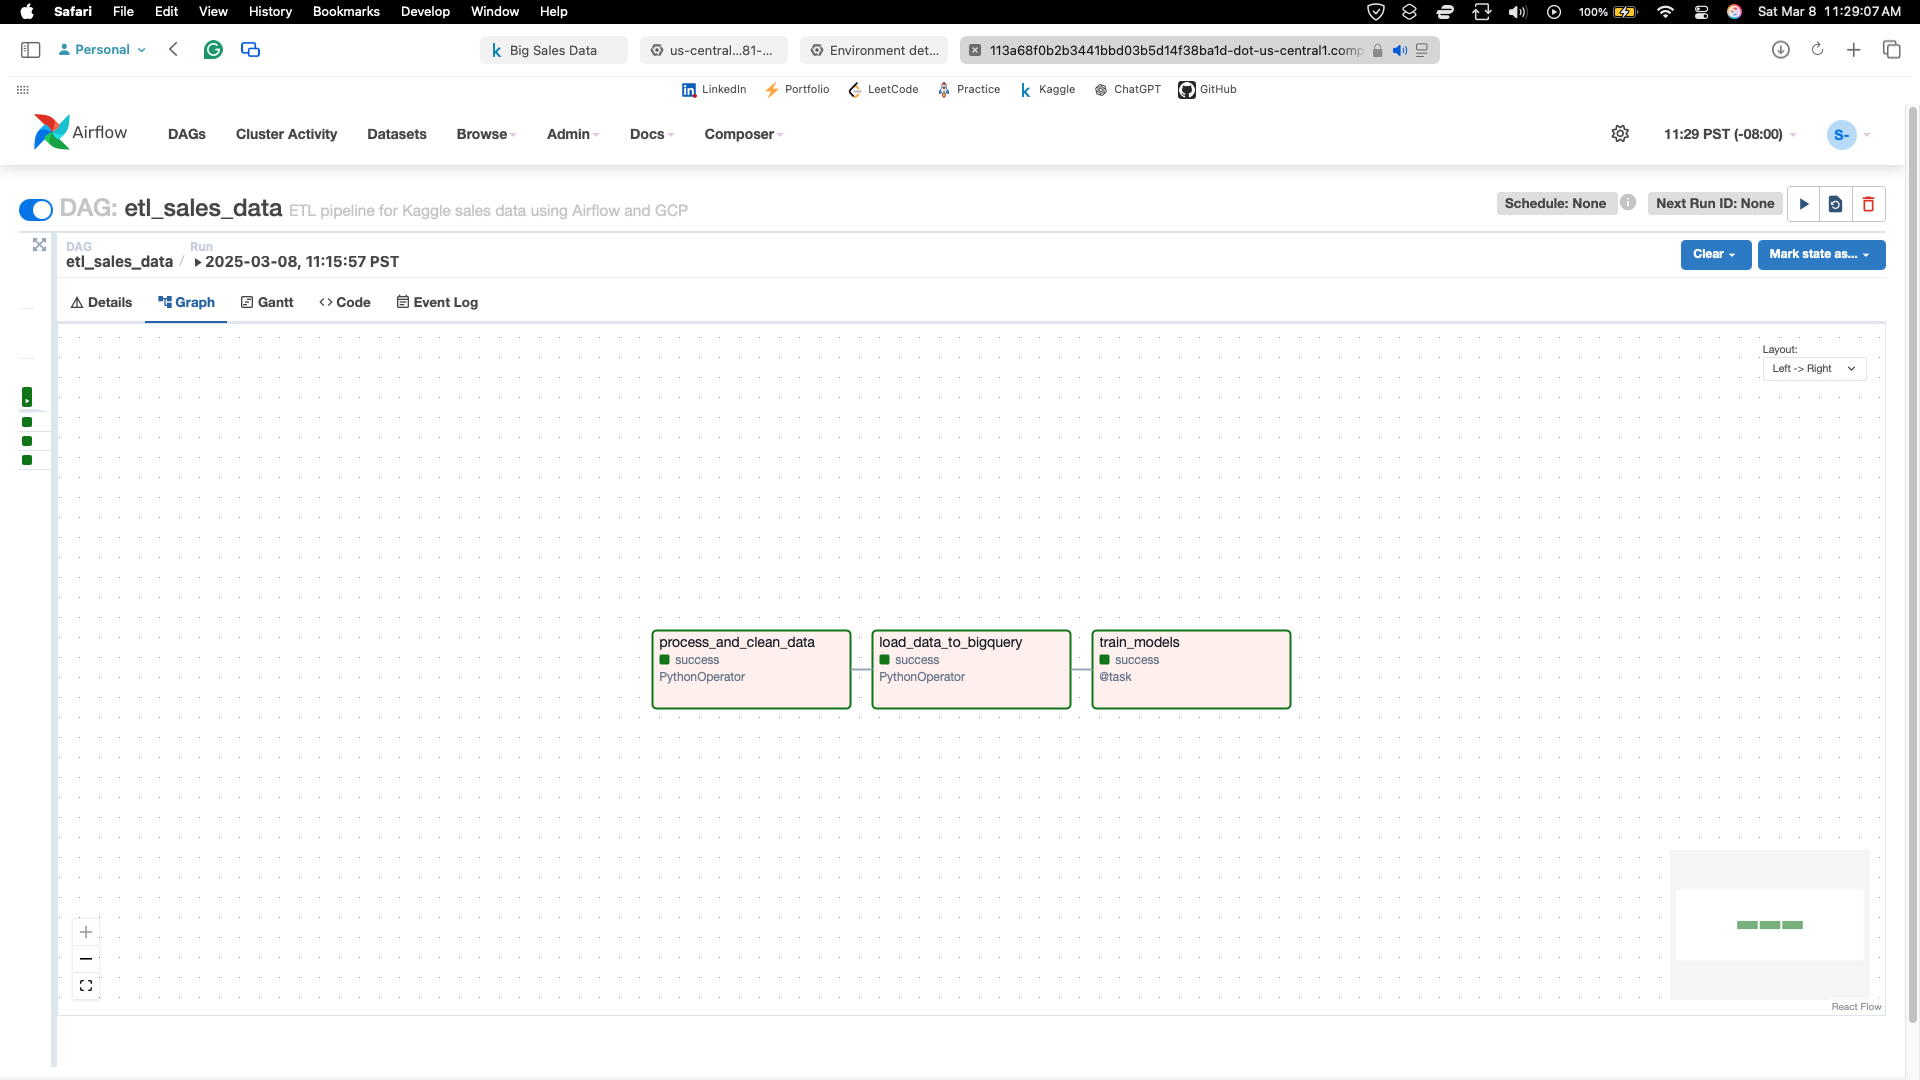 Safari File Edit View History Bookmarks Develop Window Help 100% Sat Mar 8 11:29:07 AM
Personal Big Sales Data us-central...81-... Environment det... 113a68f0b2b3441bbd03b5d14f38ba1d-dot-us-central1.comp
LinkedIn Portfolio LeetCode Practice Kaggle ChatGPT GitHub
Airflow DAGs Cluster Activity Datasets Browse Admin Docs Composer 11:29 PST (-08:00) S-
DAG: etl_sales_data ETL pipeline for Kaggle sales data using Airflow and GCP Schedule: None Next Run ID: None
DAG Run
etl_sales_data / 2025-03-08, 11:15:57 PST Clear Mark state as...
Details Graph Gantt Code Event Log
Layout:
Left -> Right
process_and_clean_data load_data_to_bigquery train_models
success success success
PythonOperator PythonOperator @task
React Flow